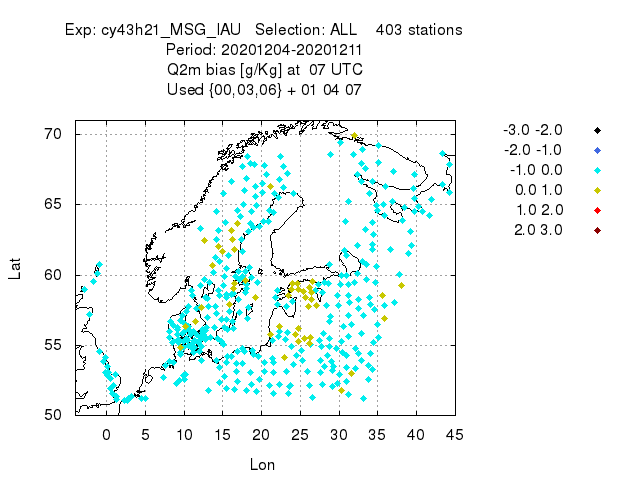 Exp: cy43h21_MSG_IAU   Selection: ALL    403 stations
Period: 20201204-20201211
Q2m bias [g/Kg] at  07 UTC
Used {00,03,06} + 01 04 07
-3.0 -2.0
-2.0 -1.0
-1.0 0.0
0.0 1.0
1.0 2.0
2.0 3.0
70
65
60
55
50
Lat
0 5 10 15 20 25 30 35 40 45
Lon